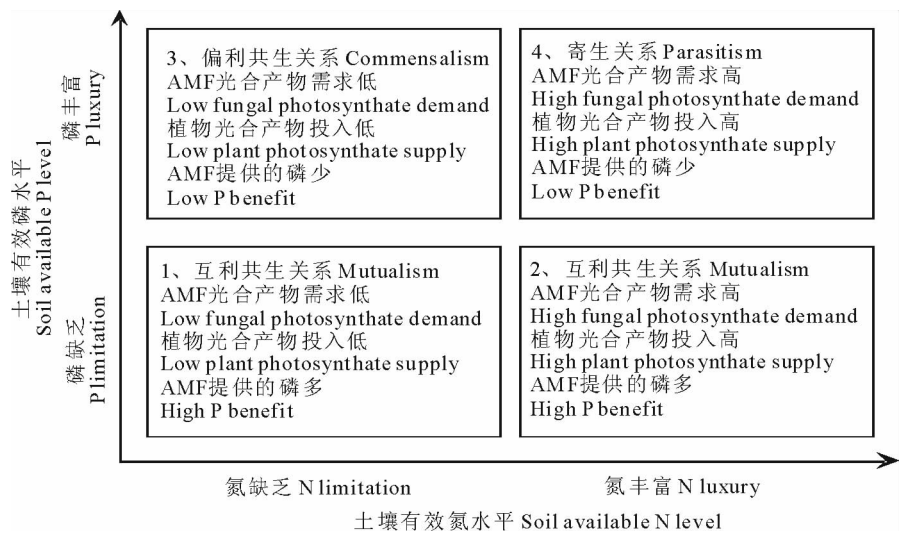 土壤有效磷水平
Soil available P level
磷丰富
P luxury
磷缺乏
P limitation
3、偏利共生关系 Commensalism
AMF光合产物需求低
Low fungal photosynthate demand
植物光合产物投入低
Low plant photosynthate supply
AMF提供的磷少
Low P benefit
4、寄生关系 Parasitism
AMF光合产物需求高
High fungal photosynthate demand
植物光合产物投入高
High plant photosynthate supply
AMF提供的磷少
Low P benefit
1、互利共生关系 Mutualism
AMF光合产物需求低
Low fungal photosynthate demand
植物光合产物投入低
Low plant photosynthate supply
AMF提供的磷多
High P benefit
2、互利共生关系 Mutualism
AMF光合产物需求高
High fungal photosynthate demand
植物光合产物投入高
High plant photosynthate supply
AMF提供的磷多
High P benefit
氮缺乏 N limitation
氮丰富 N luxury
土壤有效氮水平 Soil available N level